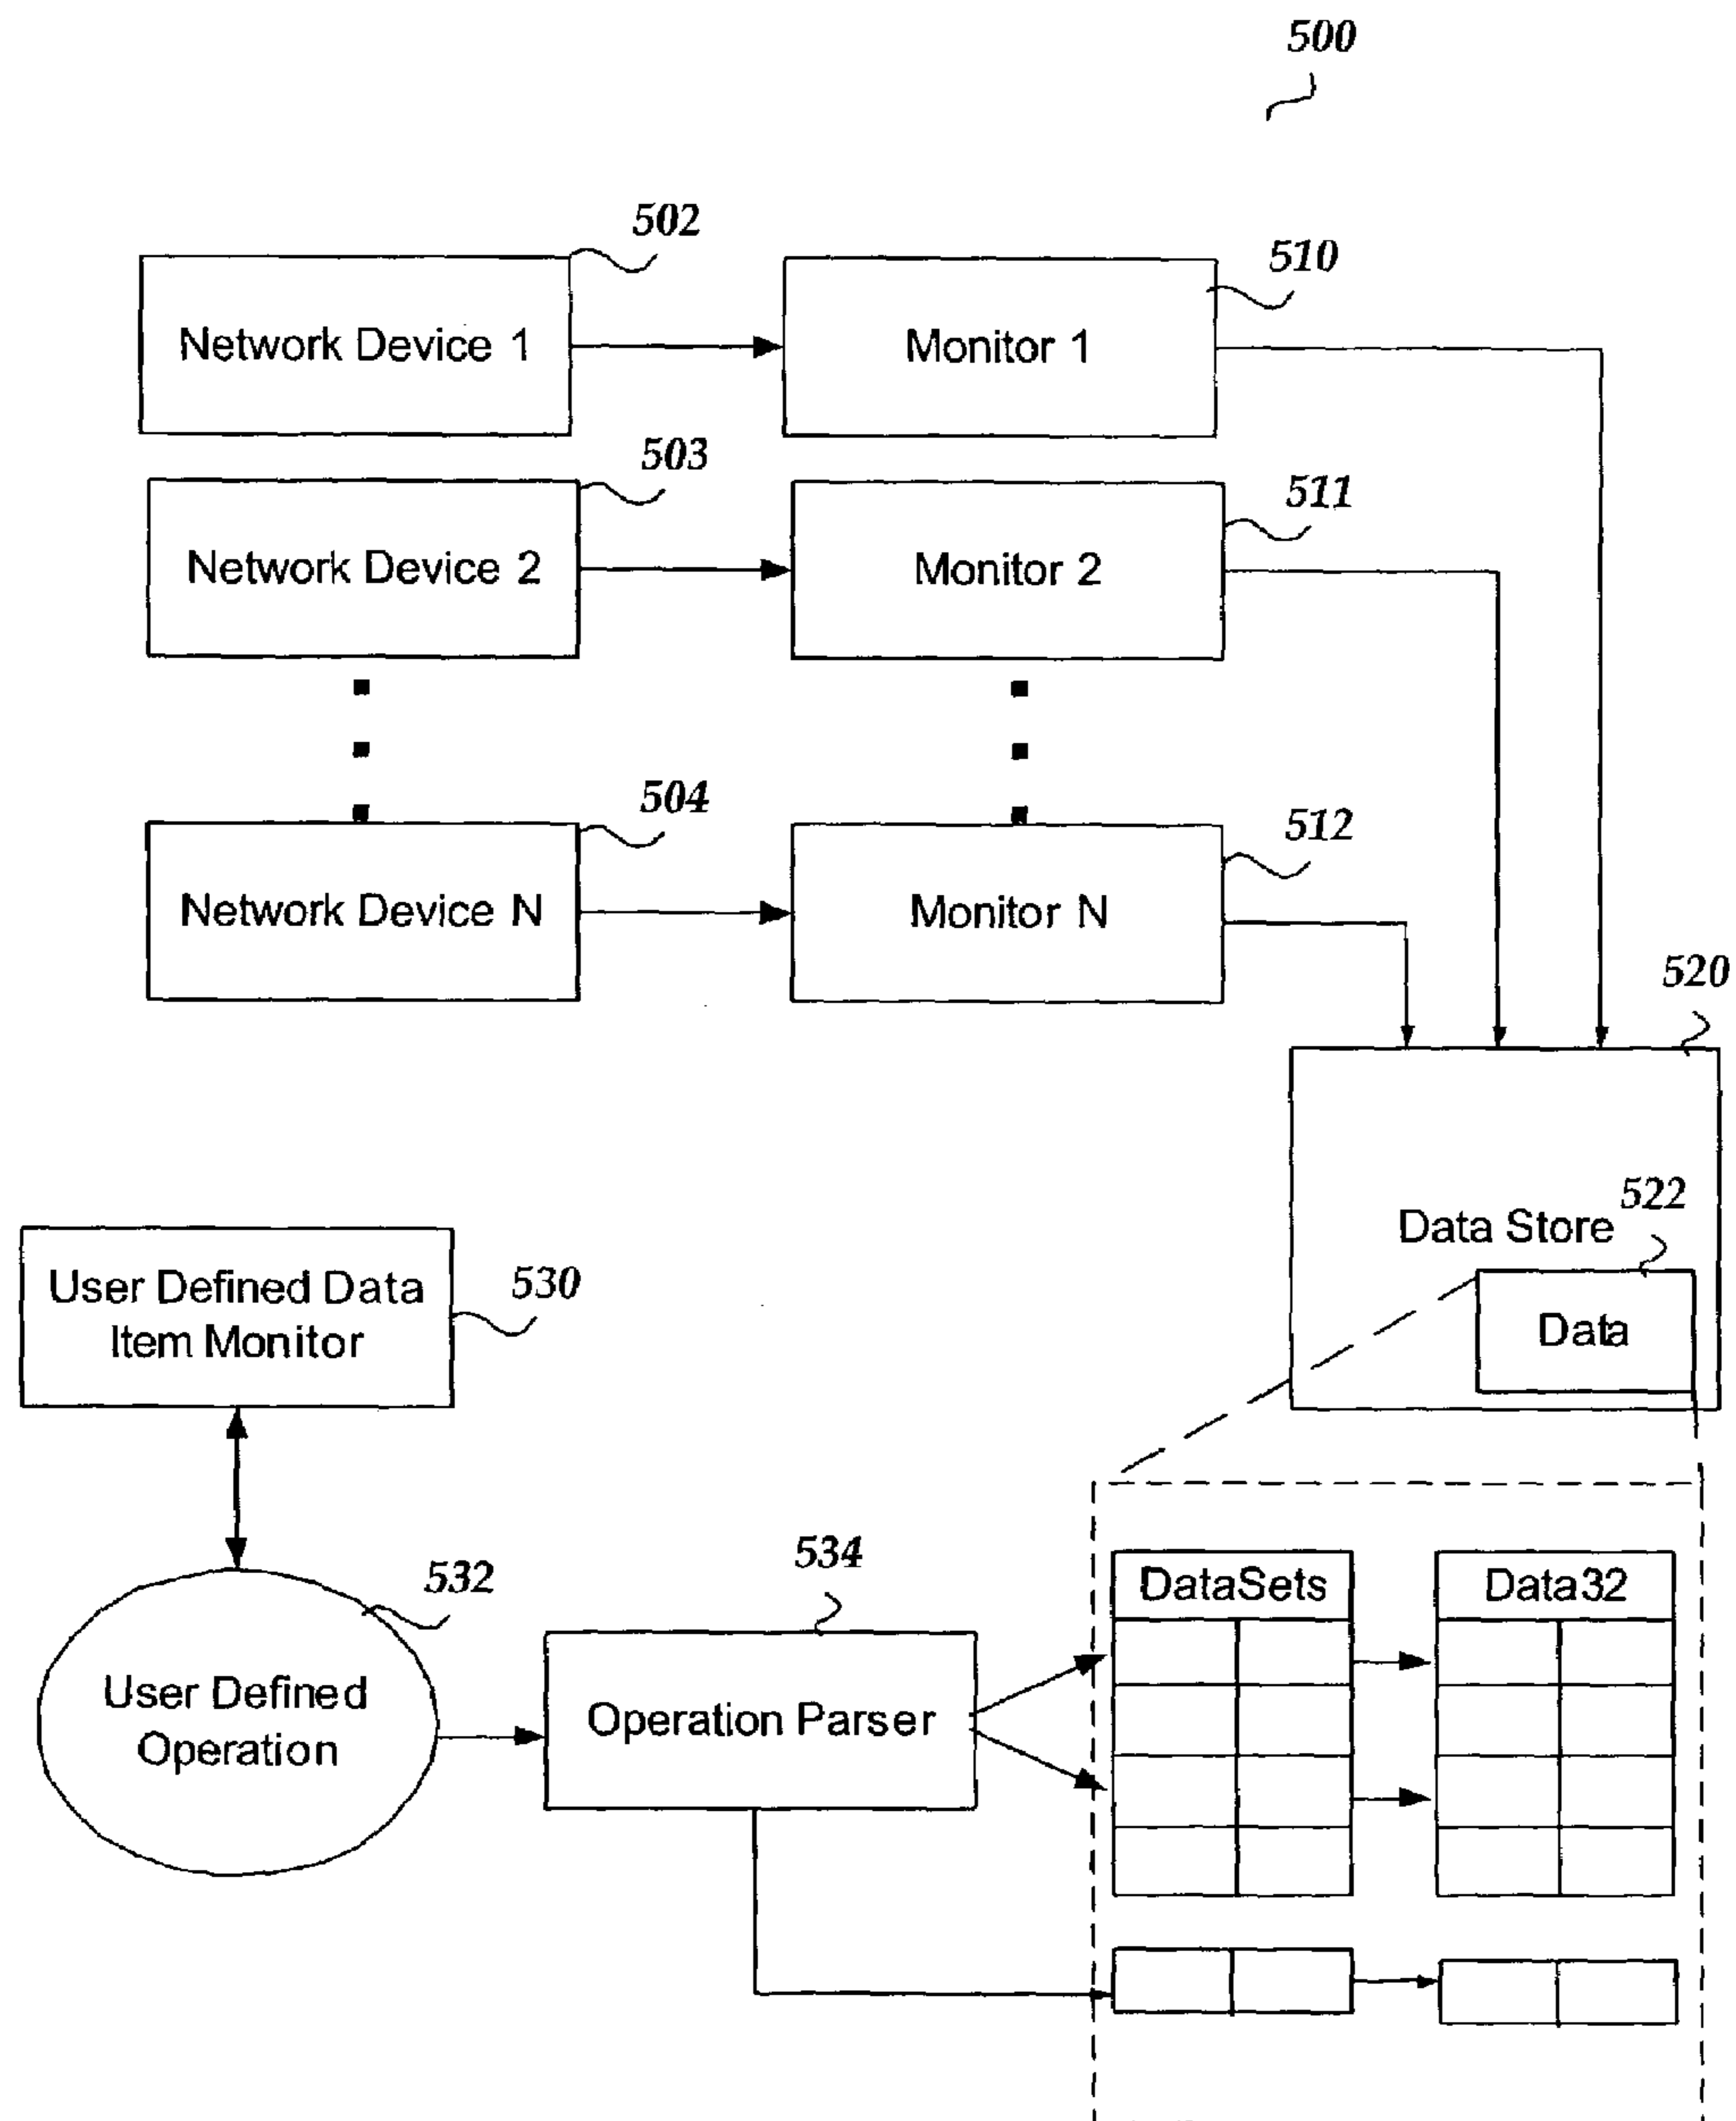 500
502
510
Network Device 1
Monitor 1
503
511
Network Device 2
Monitor 2
504
512
Network Device N
Monitor N
520
522
Data Store
Data
User Defined Data
Item Monitor
530
532
534
User Defined
Operation
Operation Parser
DataSets
Data32